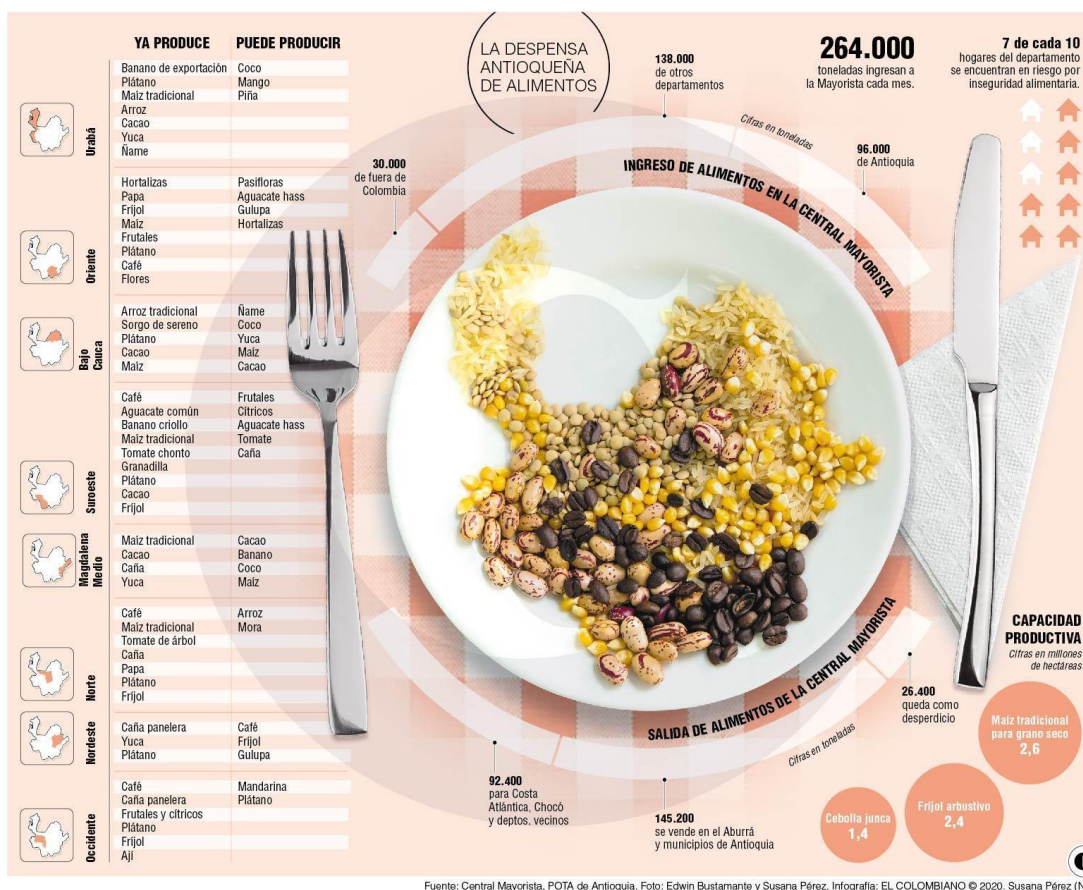 LA DESPENSA
ANTIOQUEÑA
DE ALIMENTOS
YA PRODUCE PUEDE PRODUCIR
Urabá
Banano de exportación Coco
Plátano Mango
Maíz tradicional Piña
Arroz
Cacao
Yuca
Ñame
Oriente
Hortalizas Pasifloras
Papa Aguacate hass
Fríjol Gulupa
Maíz Hortalizas
Frutales
Plátano
Café
Flores
Bajo
Cauca
Arroz tradicional Ñame
Sorgo de sereno Coco
Plátano Yuca
Cacao Maíz
Maíz Cacao
Suroeste
Café Frutales
Aguacate común Cítricos
Banano criollo Aguacate hass
Maíz tradicional Tomate
Tomate chonto Caña
Granadilla
Plátano
Cacao
Fríjol
Magdalena
Medio
Maíz tradicional Cacao
Cacao Banano
Caña Coco
Yuca Maíz
Norte
Café Arroz
Maíz tradicional Mora
Tomate de árbol
Caña
Papa
Plátano
Fríjol
Nordeste
Caña panelera Café
Yuca Fríjol
Plátano Gulupa
Occidente
Café Mandarina
Caña panelera Plátano
Frutales y cítricos
Plátano
Fríjol
Ají
INGRESO DE ALIMENTOS EN LA CENTRAL MAYORISTA
Cifras en toneladas
30.000
de fuera de
Colombia
138.000
de otros
departamentos
96.000
de Antioquia
264.000
toneladas ingresan a
la Mayorista cada mes.
7 de cada 10
hogares del departamento
se encuentran en riesgo por
inseguridad alimentaria.
SALIDA DE ALIMENTOS DE LA CENTRAL MAYORISTA
Cifras en toneladas
92.400
para Costa
Atlántica, Chocó
y deptos. vecinos
145.200
se vende en el Aburrá
y municipios de Antioquia
26.400
queda como
desperdicio
CAPACIDAD
PRODUCTIVA
Cifras en millones
de hectáreas
Maíz tradicional
para grano seco
2,6
Fríjol arbustivo
2,4
Cebolla junca
1,4
Fuente: Central Mayorista, POTA de Antioquia. Foto: Edwin Bustamante y Susana Pérez. Infografía: EL COLOMBIANO © 2020. Susana Pérez